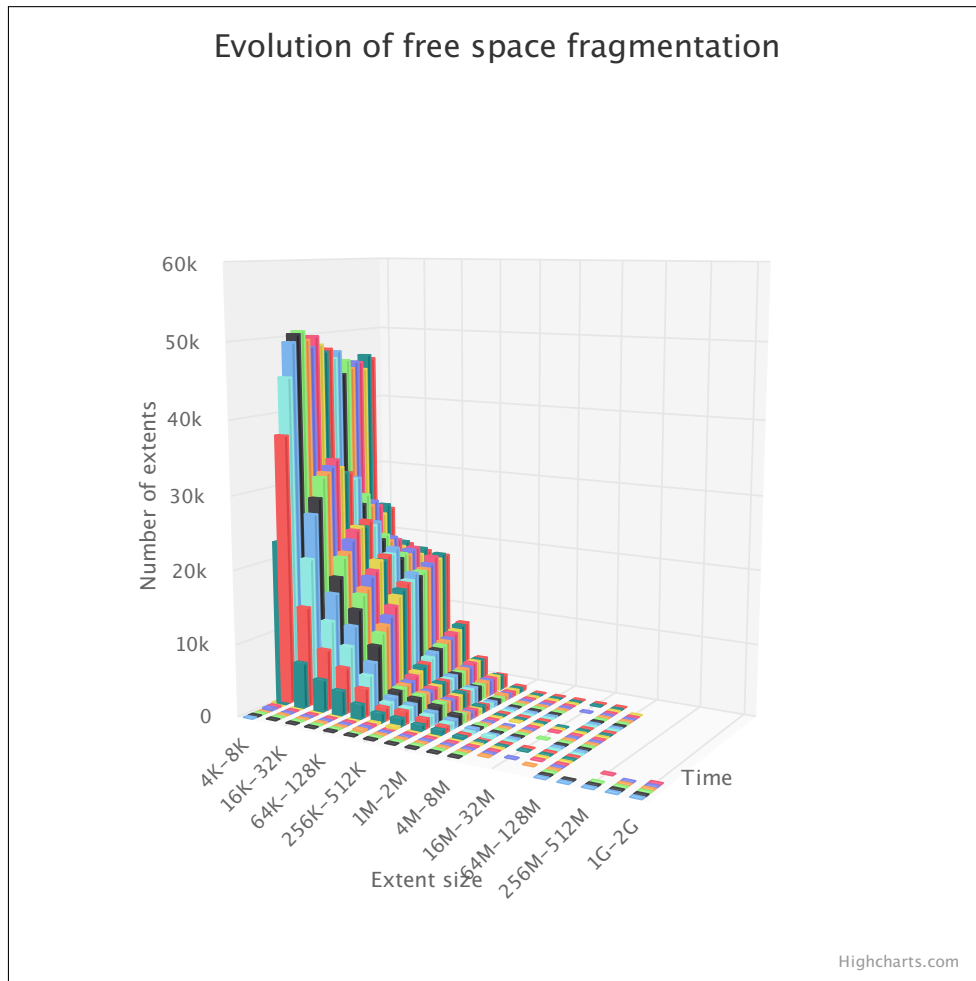 Evolution of free space fragmentation
60k
50k
40k
30k
20k
10k
0
Number of extents
4K–8K
16K–32K
64K–128K
256K–512K
1M–2M
4M–8M
16M–32M
64M–128M
256M–512M
1G–2G
Extent size
Time
Highcharts.com